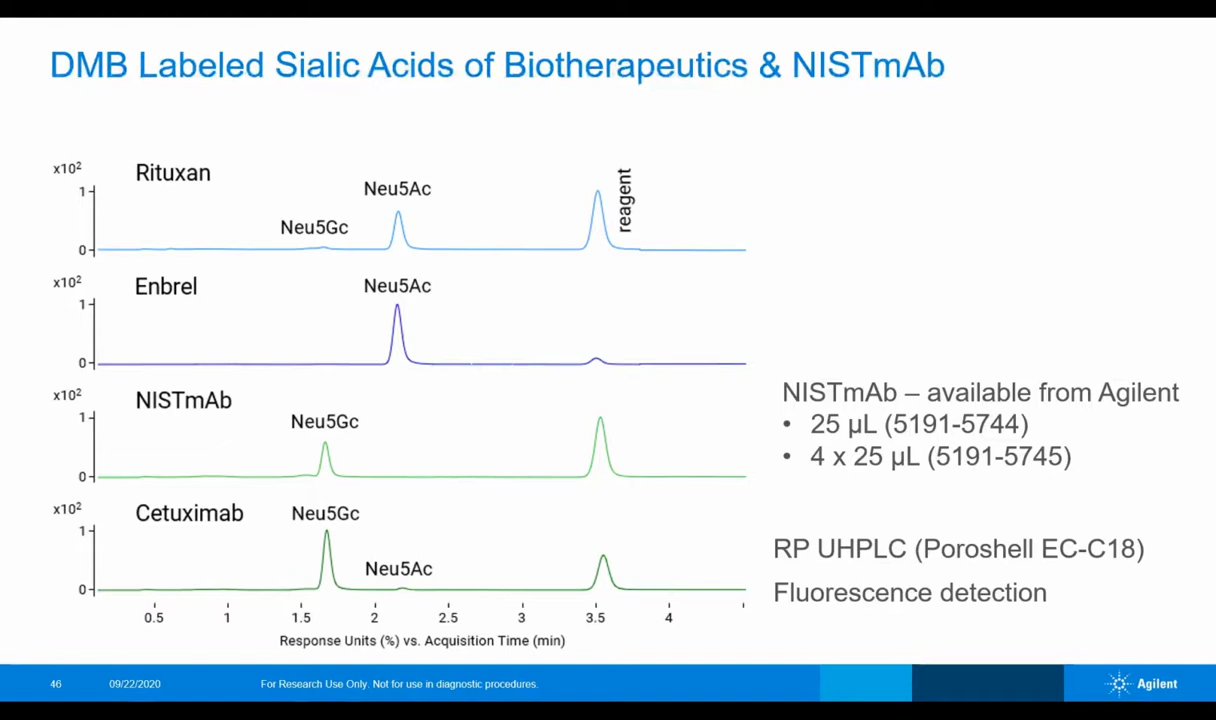 DMB Labeled Sialic Acids of Biotherapeutics & NISTmAb
x10²
Rituxan
1
0
Neu5Gc
Neu5Ac
reagent
x10²
Enbrel
1
0
Neu5Ac
x10²
NISTmAb
1
0
Neu5Gc
x10²
Cetuximab
1
0
Neu5Gc
Neu5Ac
0.5 1 1.5 2 2.5 3 3.5 4
Response Units (%) vs. Acquisition Time (min)
NISTmAb – available from Agilent
• 25 µL (5191-5744)
• 4 x 25 µL (5191-5745)
RP UHPLC (Poroshell EC-C18)
Fluorescence detection
46 09/22/2020 For Research Use Only. Not for use in diagnostic procedures.
Agilent